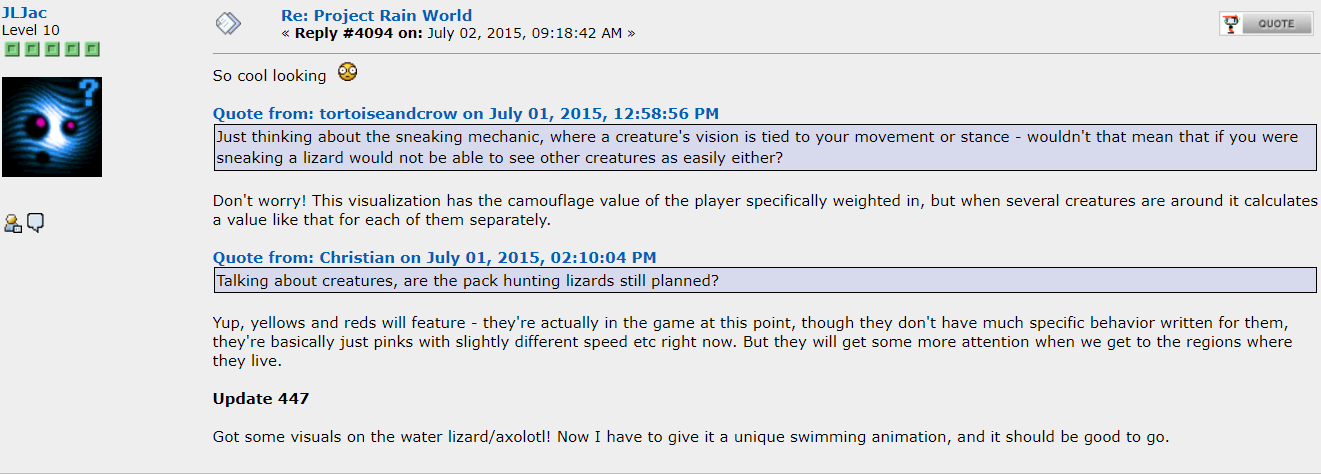 JLJac
Level 10
Re: Project Rain World
« Reply #4094 on: July 02, 2015, 09:18:42 AM »
QUOTE
?
So cool looking
Quote from: tortoiseandcrow on July 01, 2015, 12:58:56 PM
Just thinking about the sneaking mechanic, where a creature's vision is tied to your movement or stance - wouldn't that mean that if you were
sneaking a lizard would not be able to see other creatures as easily either?
Don't worry! This visualization has the camouflage value of the player specifically weighted in, but when several creatures are around it calculates
a value like that for each of them separately.
Quote from: Christian on July 01, 2015, 02:10:04 PM
Talking about creatures, are the pack hunting lizards still planned?
Yup, yellows and reds will feature - they're actually in the game at this point, though they don't have much specific behavior written for them,
they're basically just pinks with slightly different speed etc right now. But they will get some more attention when we get to the regions where
they live.
Update 447
Got some visuals on the water lizard/axolotl! Now I have to give it a unique swimming animation, and it should be good to go.